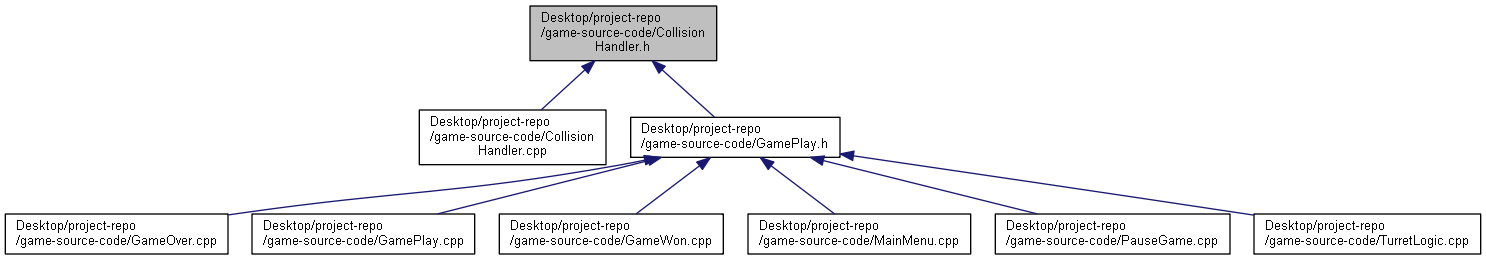 Desktop/project-repo
/game-source-code/Collision
Handler.h
Desktop/project-repo
/game-source-code/Collision
Handler.cpp
Desktop/project-repo
/game-source-code/GamePlay.h
Desktop/project-repo
/game-source-code/GameOver.cpp
Desktop/project-repo
/game-source-code/GamePlay.cpp
Desktop/project-repo
/game-source-code/GameWon.cpp
Desktop/project-repo
/game-source-code/MainMenu.cpp
Desktop/project-repo
/game-source-code/PauseGame.cpp
Desktop/project-repo
/game-source-code/TurretLogic.cpp